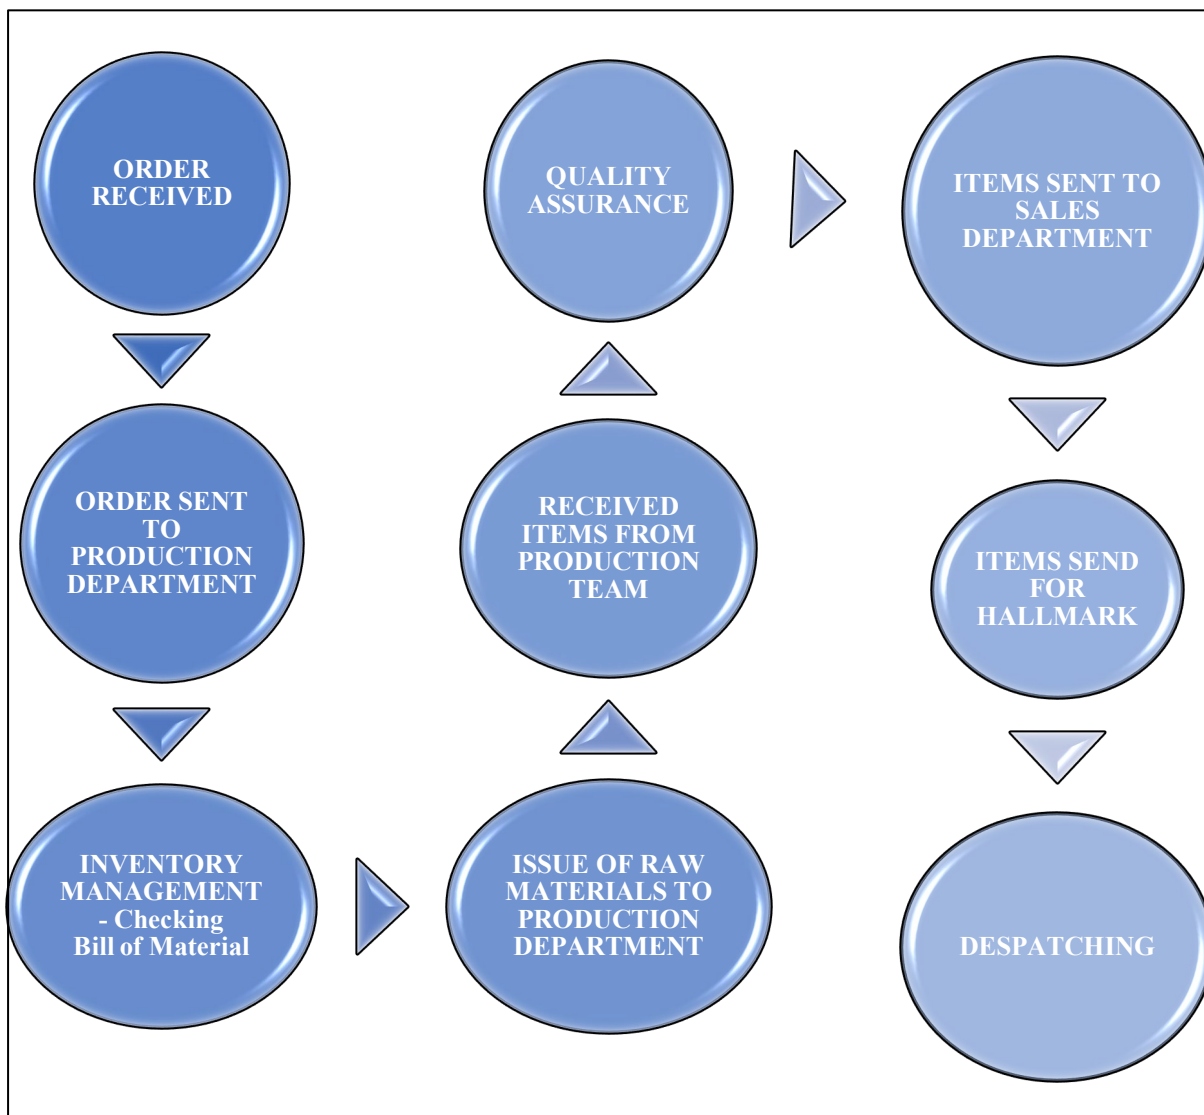 ORDER
RECEIVED
ORDER SENT
TO
PRODUCTION
DEPARTMENT
INVENTORY
MANAGEMENT
- Checking
Bill of Material
ISSUE OF RAW
MATERIALS TO
PRODUCTION
DEPARTMENT
RECEIVED
ITEMS FROM
PRODUCTION
TEAM
QUALITY
ASSURANCE
ITEMS SENT TO
SALES
DEPARTMENT
ITEMS SEND
FOR
HALLMARK
DESPATCHING